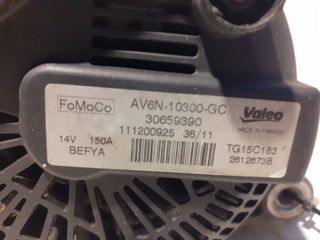 FoMoCo
AV6N-10300-GC
30659390
111200925 36/11
14V 150A
BEFYA
Valeo
MADE IN FRANCE
TG15C183
2612673B